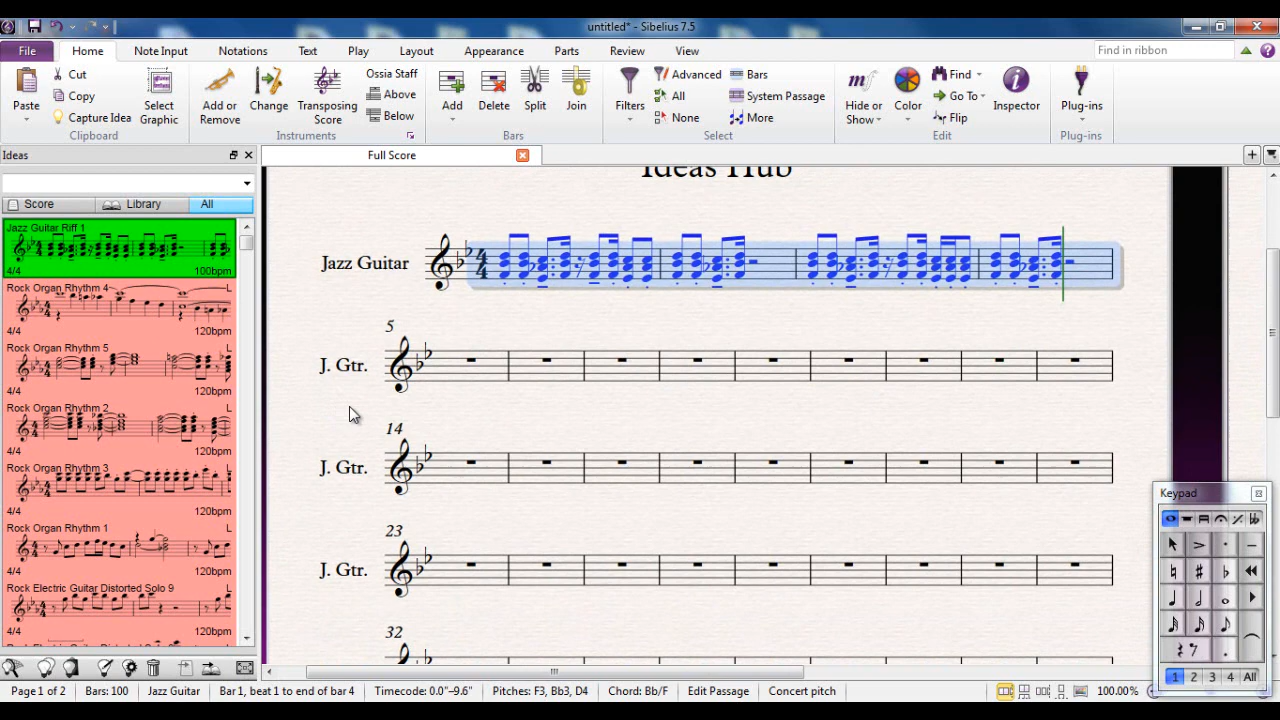 untitled* - Sibelius 7.5
File Home Note Input Notations Text Play Layout Appearance Parts Review View Find in ribbon
Paste Cut Copy Capture Idea Select Graphic Clipboard
Add or Remove Change Transposing Score Ossia Staff Above Below Instruments
Add Delete Split Join Bars
Filters Advanced All None Bars System Passage More Select
Hide or Show Color Find Go To Flip Inspector Edit
Plug-ins Plug-ins
Ideas
Full Score
Score Library All
Jazz Guitar Riff 1
4/4 100bpm
Rock Organ Rhythm 4 L
4/4 120bpm
Rock Organ Rhythm 5 L
4/4 120bpm
Rock Organ Rhythm 2 L
4/4 120bpm
Rock Organ Rhythm 3 L
4/4 120bpm
Rock Organ Rhythm 1 L
4/4 120bpm
Rock Electric Guitar Distorted Solo 9 L
4/4 120bpm
Ideas Hub
Jazz Guitar
5
J. Gtr.
14
J. Gtr.
23
J. Gtr.
32
Keypad
1 2 3 4 All
Page 1 of 2 Bars: 100 Jazz Guitar Bar 1, beat 1 to end of bar 4 Timecode: 0.0"–9.6" Pitches: F3, Bb3, D4 Chord: Bb/F Edit Passage Concert pitch 100.00%